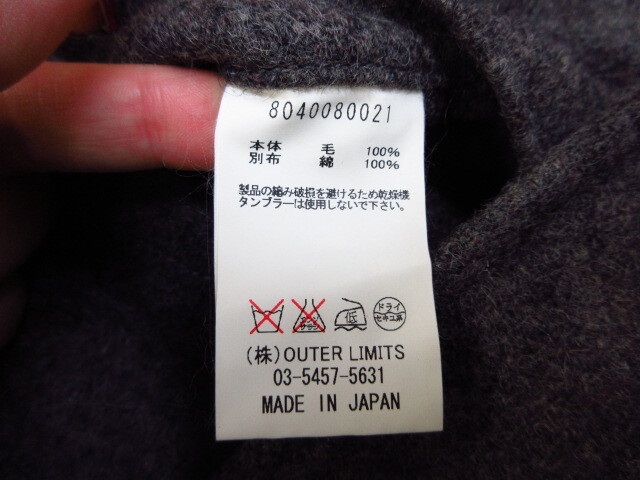 8040080021
本体 毛 100%
別布 綿 100%
製品の縮み破損を避けるため乾燥機
タンブラーは使用しないで下さい。
低 ドライ セキユ系
(株)OUTER LIMITS
03-5457-5631
MADE IN JAPAN